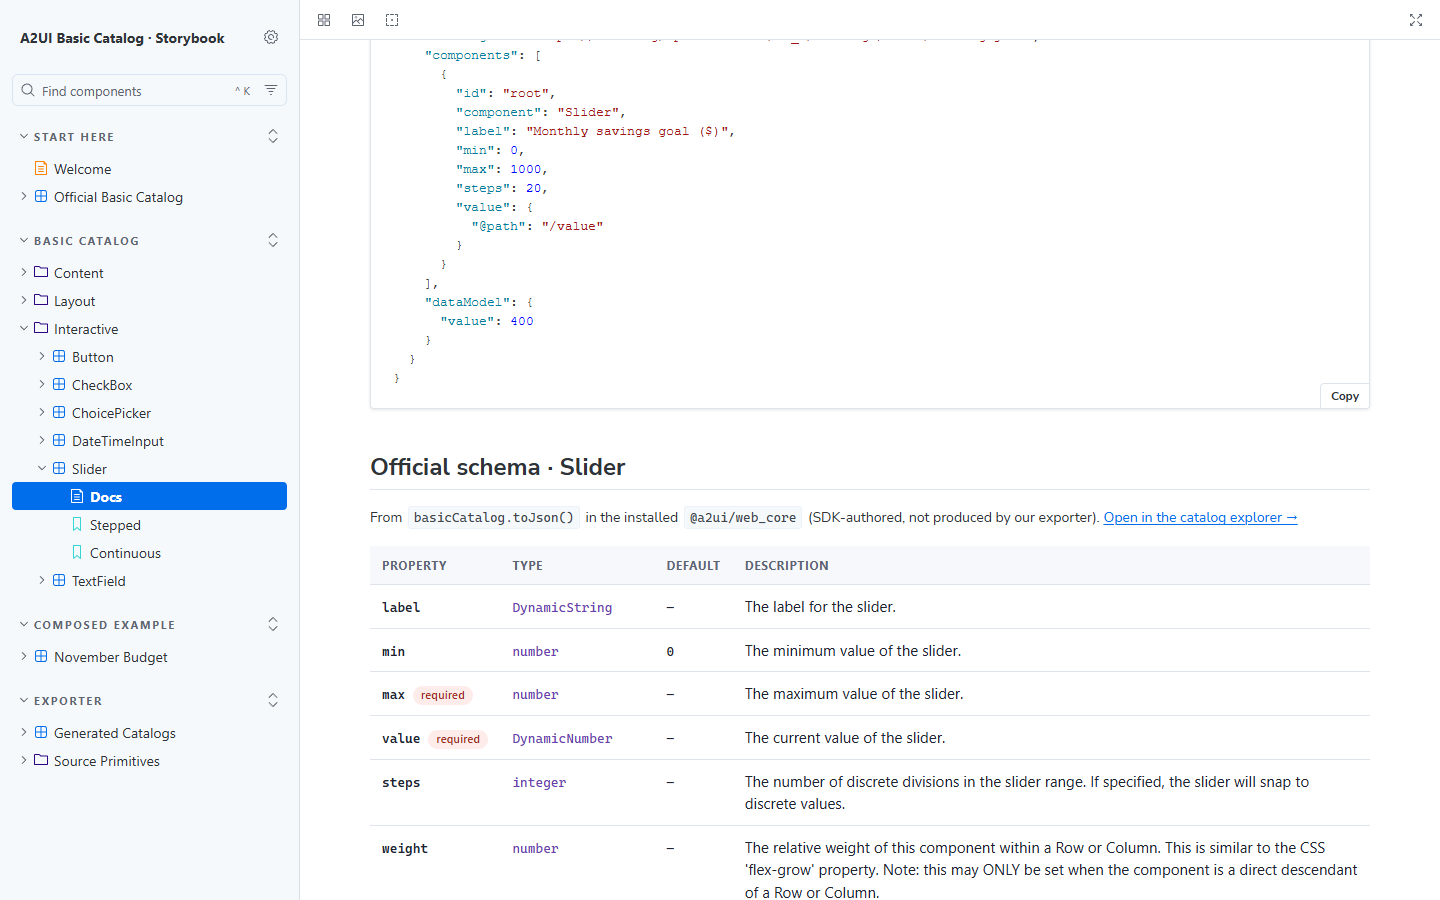 A2UI Basic Catalog · Storybook
Find components
^ K
START HERE
Welcome
Official Basic Catalog
BASIC CATALOG
Content
Layout
Interactive
Button
CheckBox
ChoicePicker
DateTimeInput
Slider
Docs
Stepped
Continuous
TextField
COMPOSED EXAMPLE
November Budget
EXPORTER
Generated Catalogs
Source Primitives
"components": [
{
"id": "root",
"component": "Slider",
"label": "Monthly savings goal ($)",
"min": 0,
"max": 1000,
"steps": 20,
"value": {
"@path": "/value"
}
}
],
"dataModel": {
"value": 400
}
}
}
Copy
Official schema · Slider
From basicCatalog.toJson() in the installed @a2ui/web_core (SDK-authored, not produced by our exporter). Open in the catalog explorer →
PROPERTY TYPE DEFAULT DESCRIPTION
label DynamicString – The label for the slider.
min number 0 The minimum value of the slider.
max required number – The maximum value of the slider.
value required DynamicNumber – The current value of the slider.
steps integer – The number of discrete divisions in the slider range. If specified, the slider will snap to
discrete values.
weight number – The relative weight of this component within a Row or Column. This is similar to the CSS
'flex-grow' property. Note: this may ONLY be set when the component is a direct descendant
of a Row or Column.